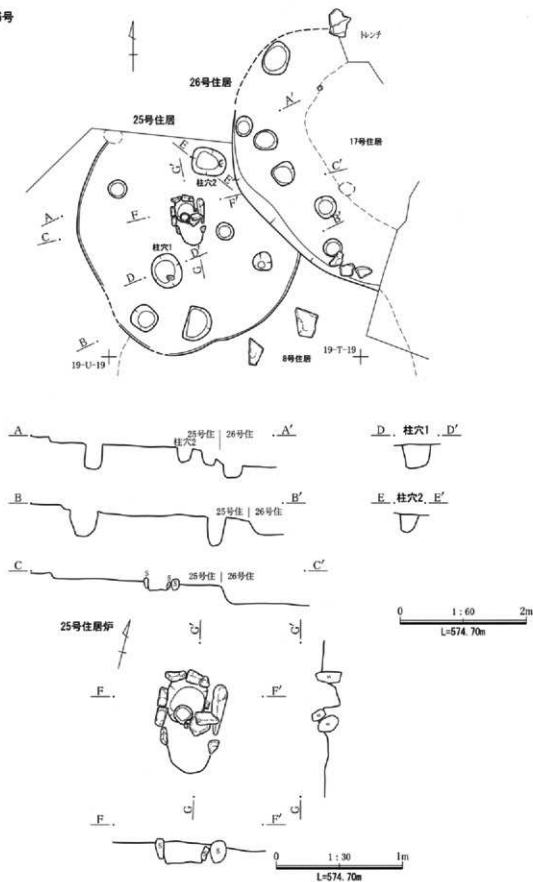 号
トレンチ
26号住居
A′
25号住居
17号住居
E
G′
C′
柱穴2
E′
A
F
F′
B′
C
柱穴1
D′
D
G
B
19-U-19
8号住居
19-T-19
A
柱穴2
25号住
26号住
A′
D
柱穴1
D′
B
25号住
26号住
B′
E
柱穴2
E′
C
S
S
S
25号住
26号住
C′
0
1:60
2m
L=574.70m
25号住居炉
G′
G′
F
F′
G
G
F
S
S
S
F′
0
1:30
1m
L=574.70m